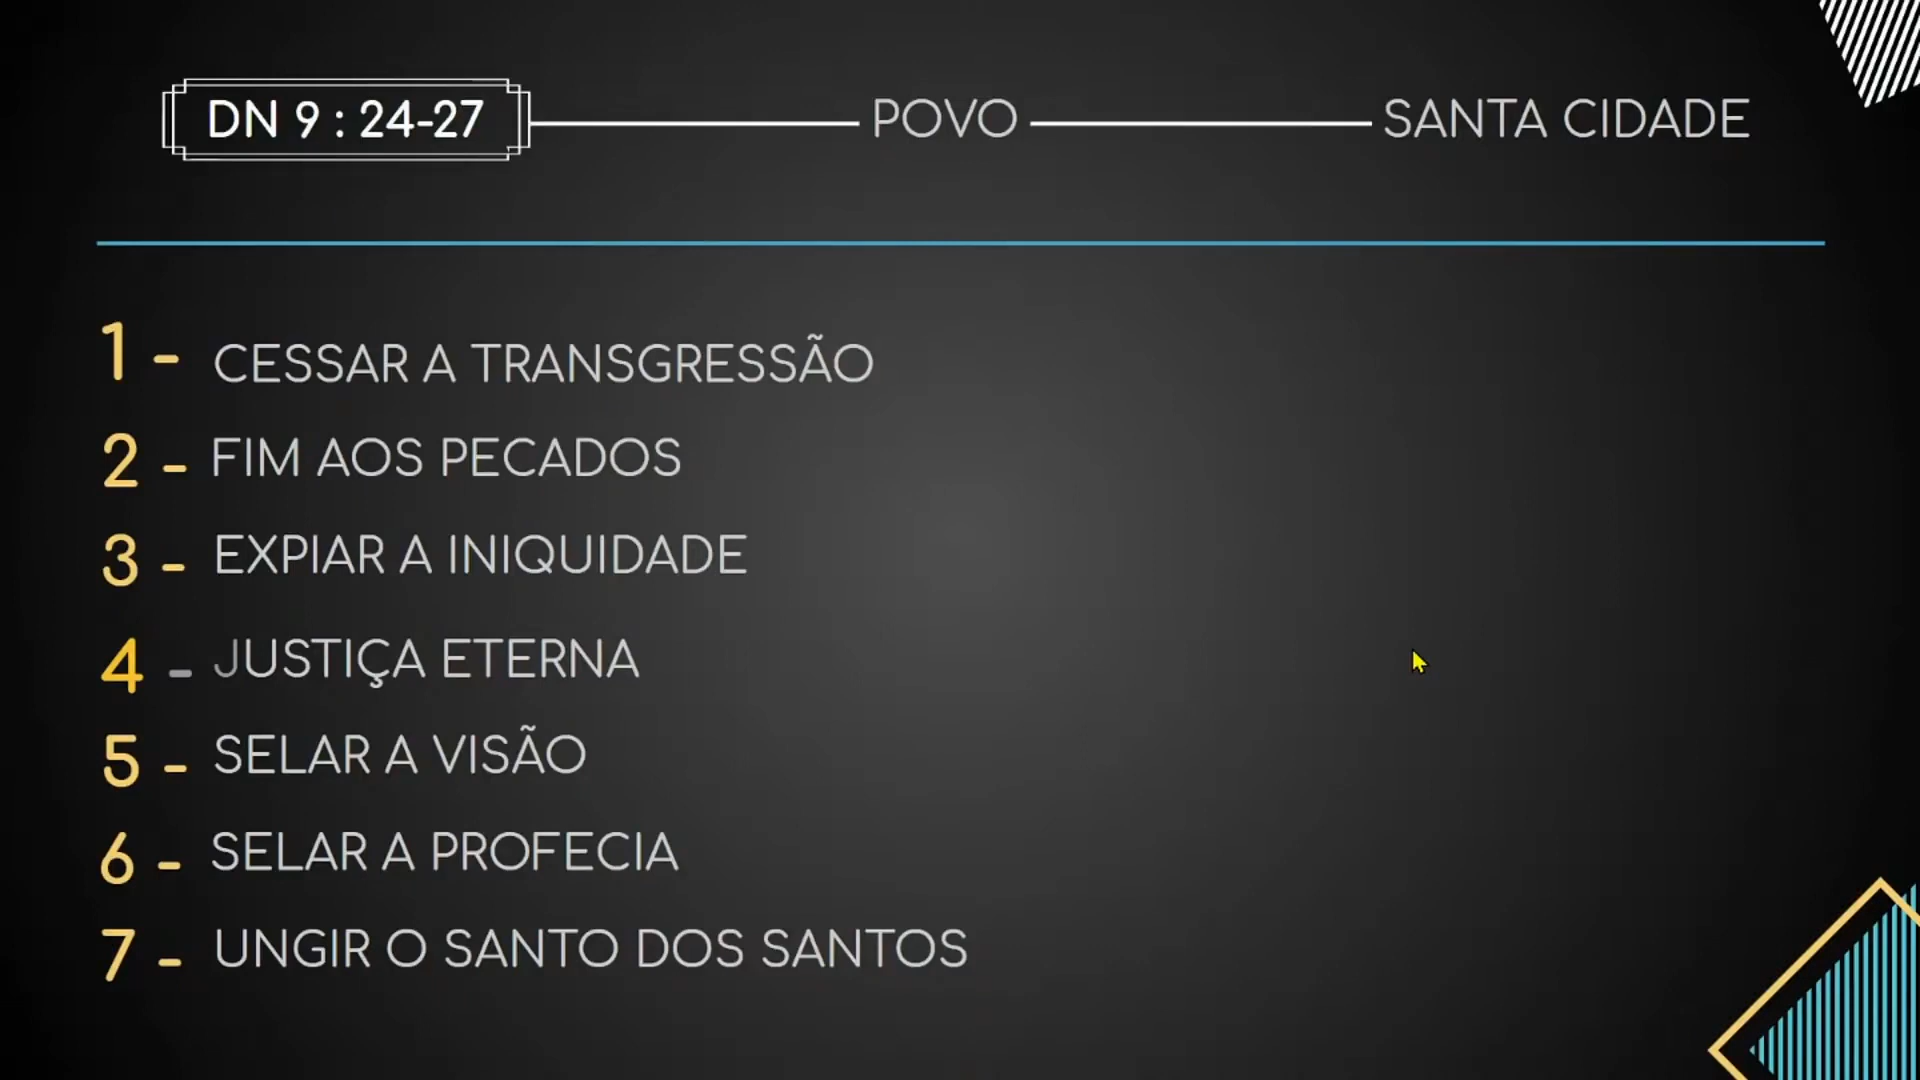 DN 9 : 24-27 POVO SANTA CIDADE
1 - CESSAR A TRANSGRESSÃO
2 - FIM AOS PECADOS
3 - EXPIAR A INIQUIDADE
4 - JUSTIÇA ETERNA
5 - SELAR A VISÃO
6 - SELAR A PROFECIA
7 - UNGIR O SANTO DOS SANTOS